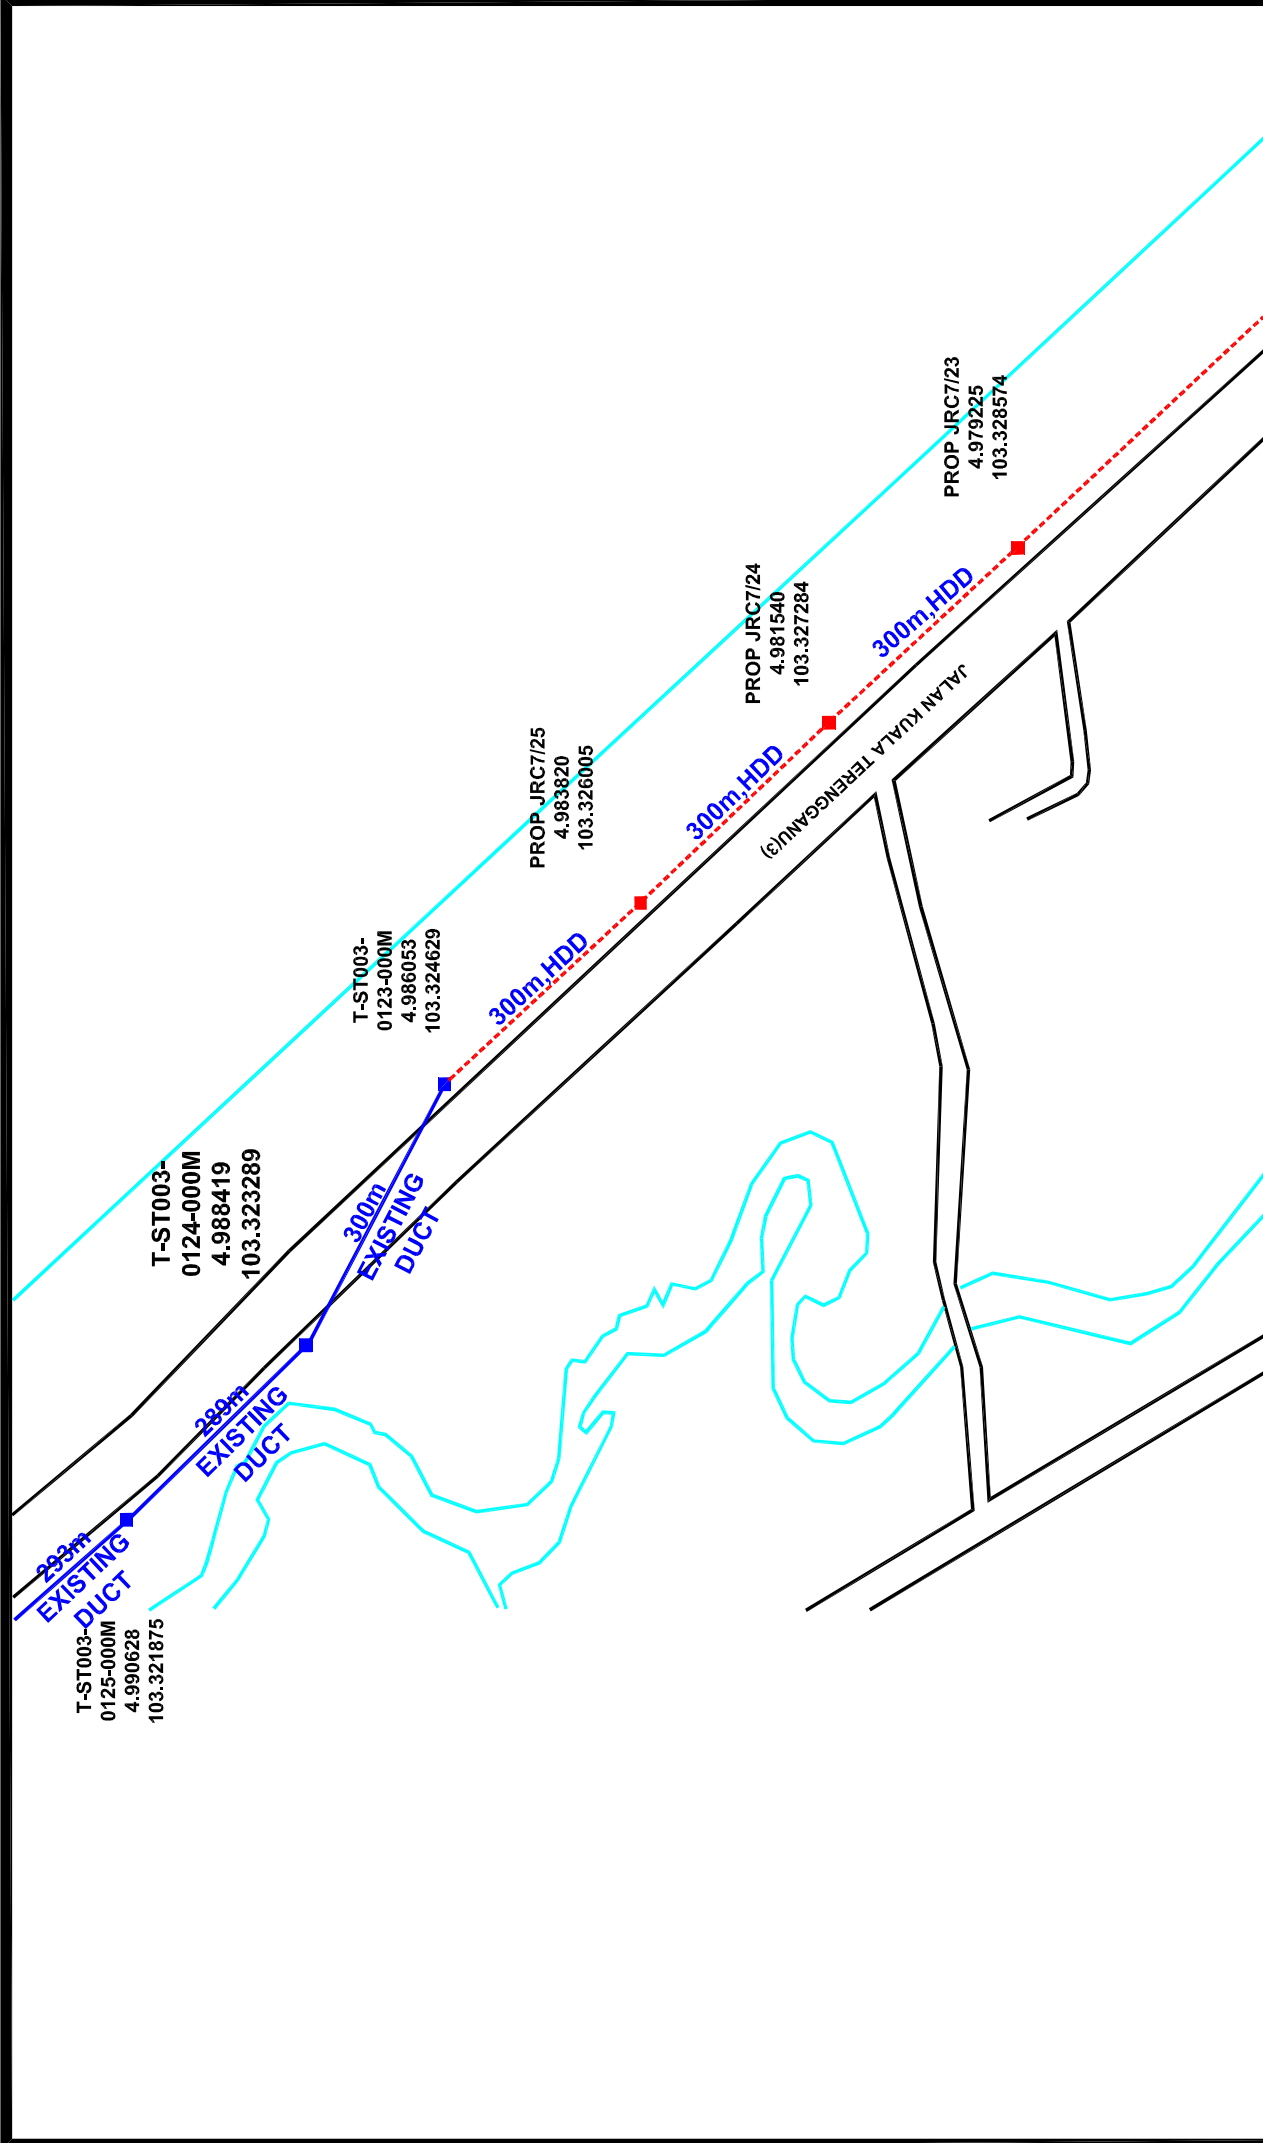 PROP JRC7/23
4.979225
103.328574
PROP JRC7/24
4.981540
103.327284
300m,HDD
JALAN KUALA TERENGGANU(3)
PROP JRC7/25
4.983820
103.326005
300m,HDD
T-ST003-
0123-000M
4.986053
103.324629
300m,HDD
T-ST003-
0124-000M
4.988419
103.323289
300m
EXISTING
DUCT
289m
EXISTING
DUCT
293m
EXISTING
DUCT
T-ST003-
0125-000M
4.990628
103.321875